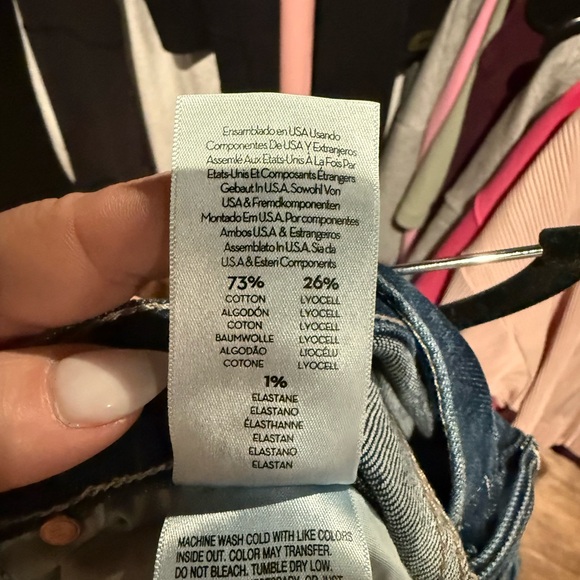 Ensamblado en USA Usando
Componentes De USA Y Extranjeros
Assemlé Aux Etats-Unis À La Fois Par
Etats-Unis Et Composants Étrangers
Gebaut In U.S.A. Sowohl Von
USA & Fremdkomponenten
Montado Em U.S.A. Por componentes
Ambos USA & Estrangeiros
Assemblato In U.S.A. Sia da
U.S.A & Esteri Components
73% 26%
COTTON LYOCELL
ALGODÓN LYOCELL
COTON LYOCELL
BAUMWOLLE LYOCELL
ALGODÃO LIOCÉLU
COTONE LYOCELL
1%
ELASTANE
ELASTANO
ÉLASTHANNE
ELASTAN
ELASTANO
ELASTAN
MACHINE WASH COLD WITH LIKE COLORS
INSIDE OUT. COLOR MAY TRANSFER.
DO NOT BLEACH. TUMBLE DRY LOW.